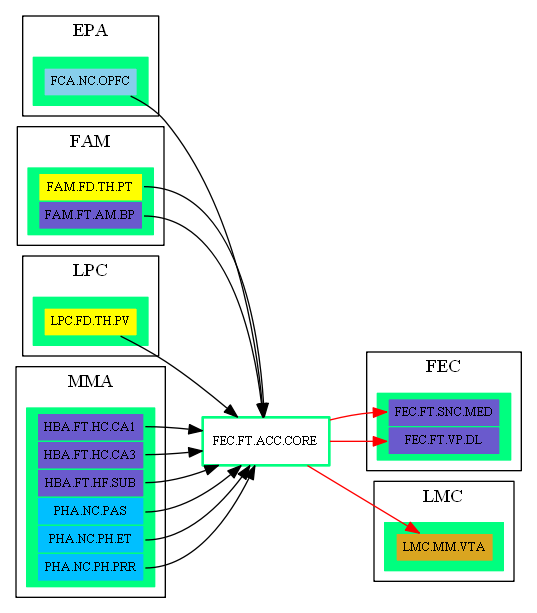 EPA
FCA.NC.OPFC
FAM
FAM.FD.TH.PT
FAM.FT.AM.BP
LPC
LPC.FD.TH.PV
MMA
HBA.FT.HC.CA1
HBA.FT.HC.CA3
HBA.FT.HF.SUB
PHA.NC.PAS
PHA.NC.PH.ET
PHA.NC.PH.PRR
FEC.FT.ACC.CORE
FEC
FEC.FT.SNC.MED
FEC.FT.VP.DL
LMC
LMC.MM.VTA